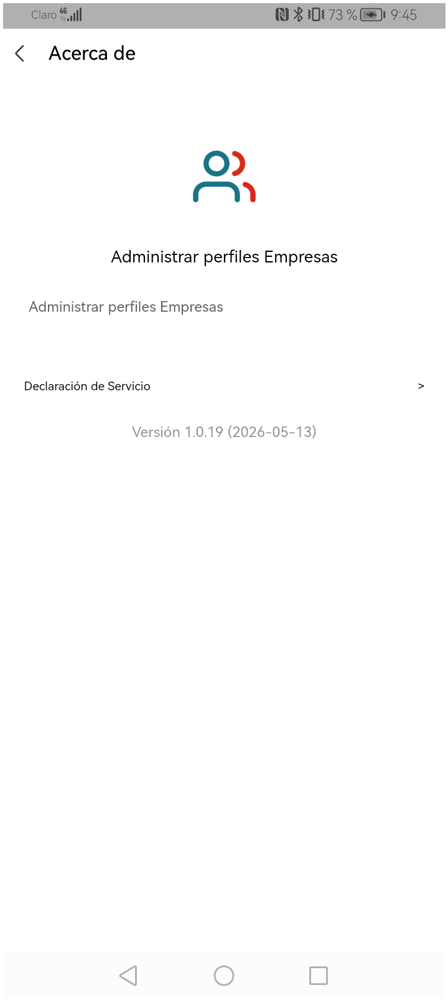 Claro 4G 73 % 9:45
Acerca de
Administrar perfiles Empresas
Administrar perfiles Empresas
Declaración de Servicio >
Versión 1.0.19 (2026-05-13)